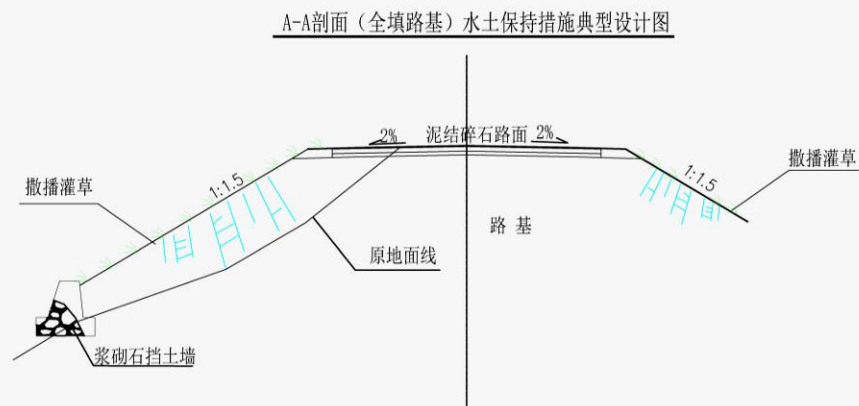 A-A剖面（全填路基）水土保持措施典型设计图
2% 泥结碎石路面 2%
撒播灌草 1:1.5
1:1.5 撒播灌草
路 基
原地面线
浆砌石挡土墙